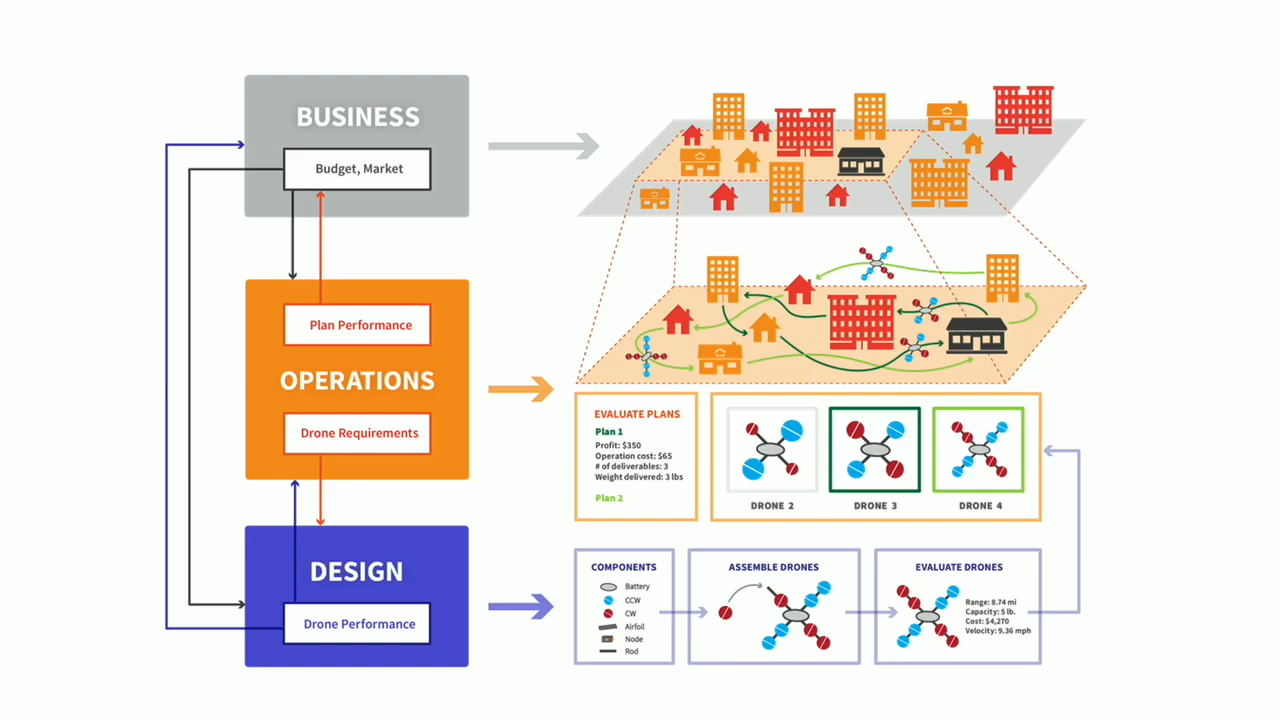 BUSINESS
Budget, Market
Plan Performance
OPERATIONS
Drone Requirements
DESIGN
Drone Performance
EVALUATE PLANS
Plan 1
Profit: $350
Operation cost: $65
# of deliverables: 3
Weight delivered: 3 lbs
Plan 2
DRONE 2
DRONE 3
DRONE 4
COMPONENTS
Battery
CCW
CW
Airfoil
Node
Rod
ASSEMBLE DRONES
EVALUATE DRONES
Range: 8.74 mi
Capacity: 5 lb.
Cost: $4,270
Velocity: 9.36 mph